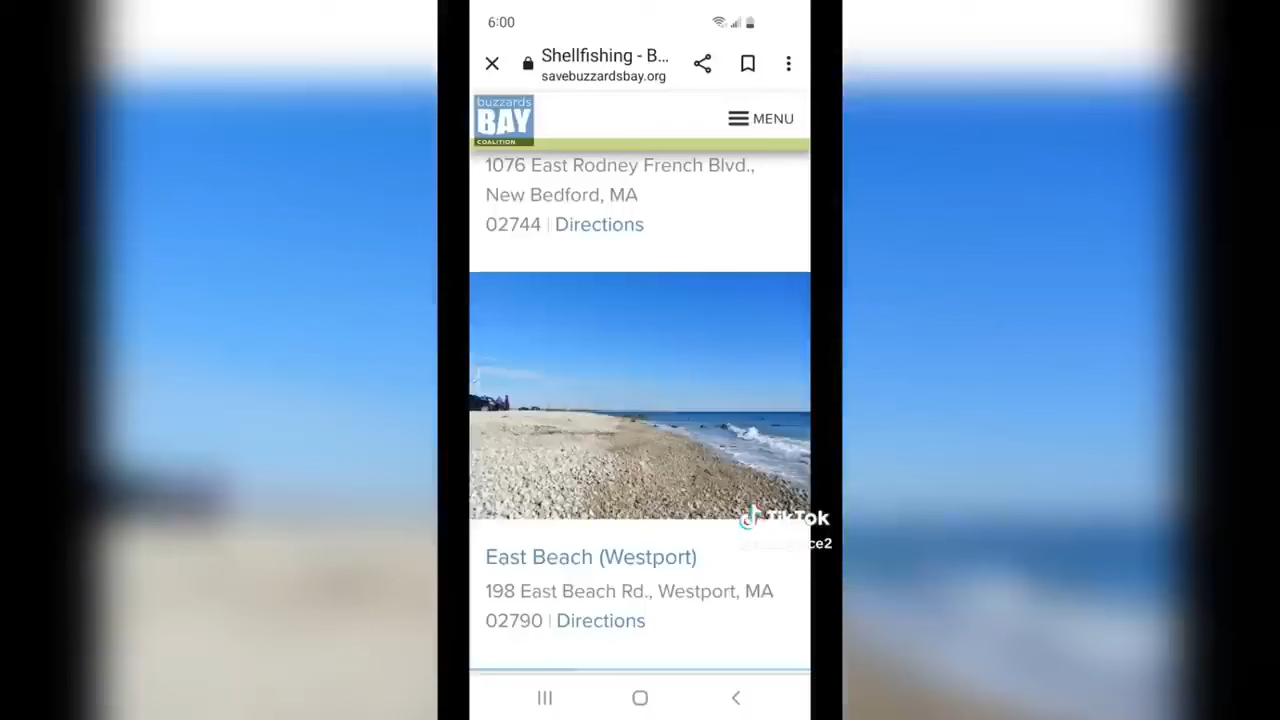 6:00
Shellfishing - B...
savebuzzardsbay.org
buzzards
BAY
COALITION
MENU
1076 East Rodney French Blvd.,
New Bedford, MA
02744 | Directions
TikTok
East Beach (Westport)
198 East Beach Rd., Westport, MA
02790 | Directions